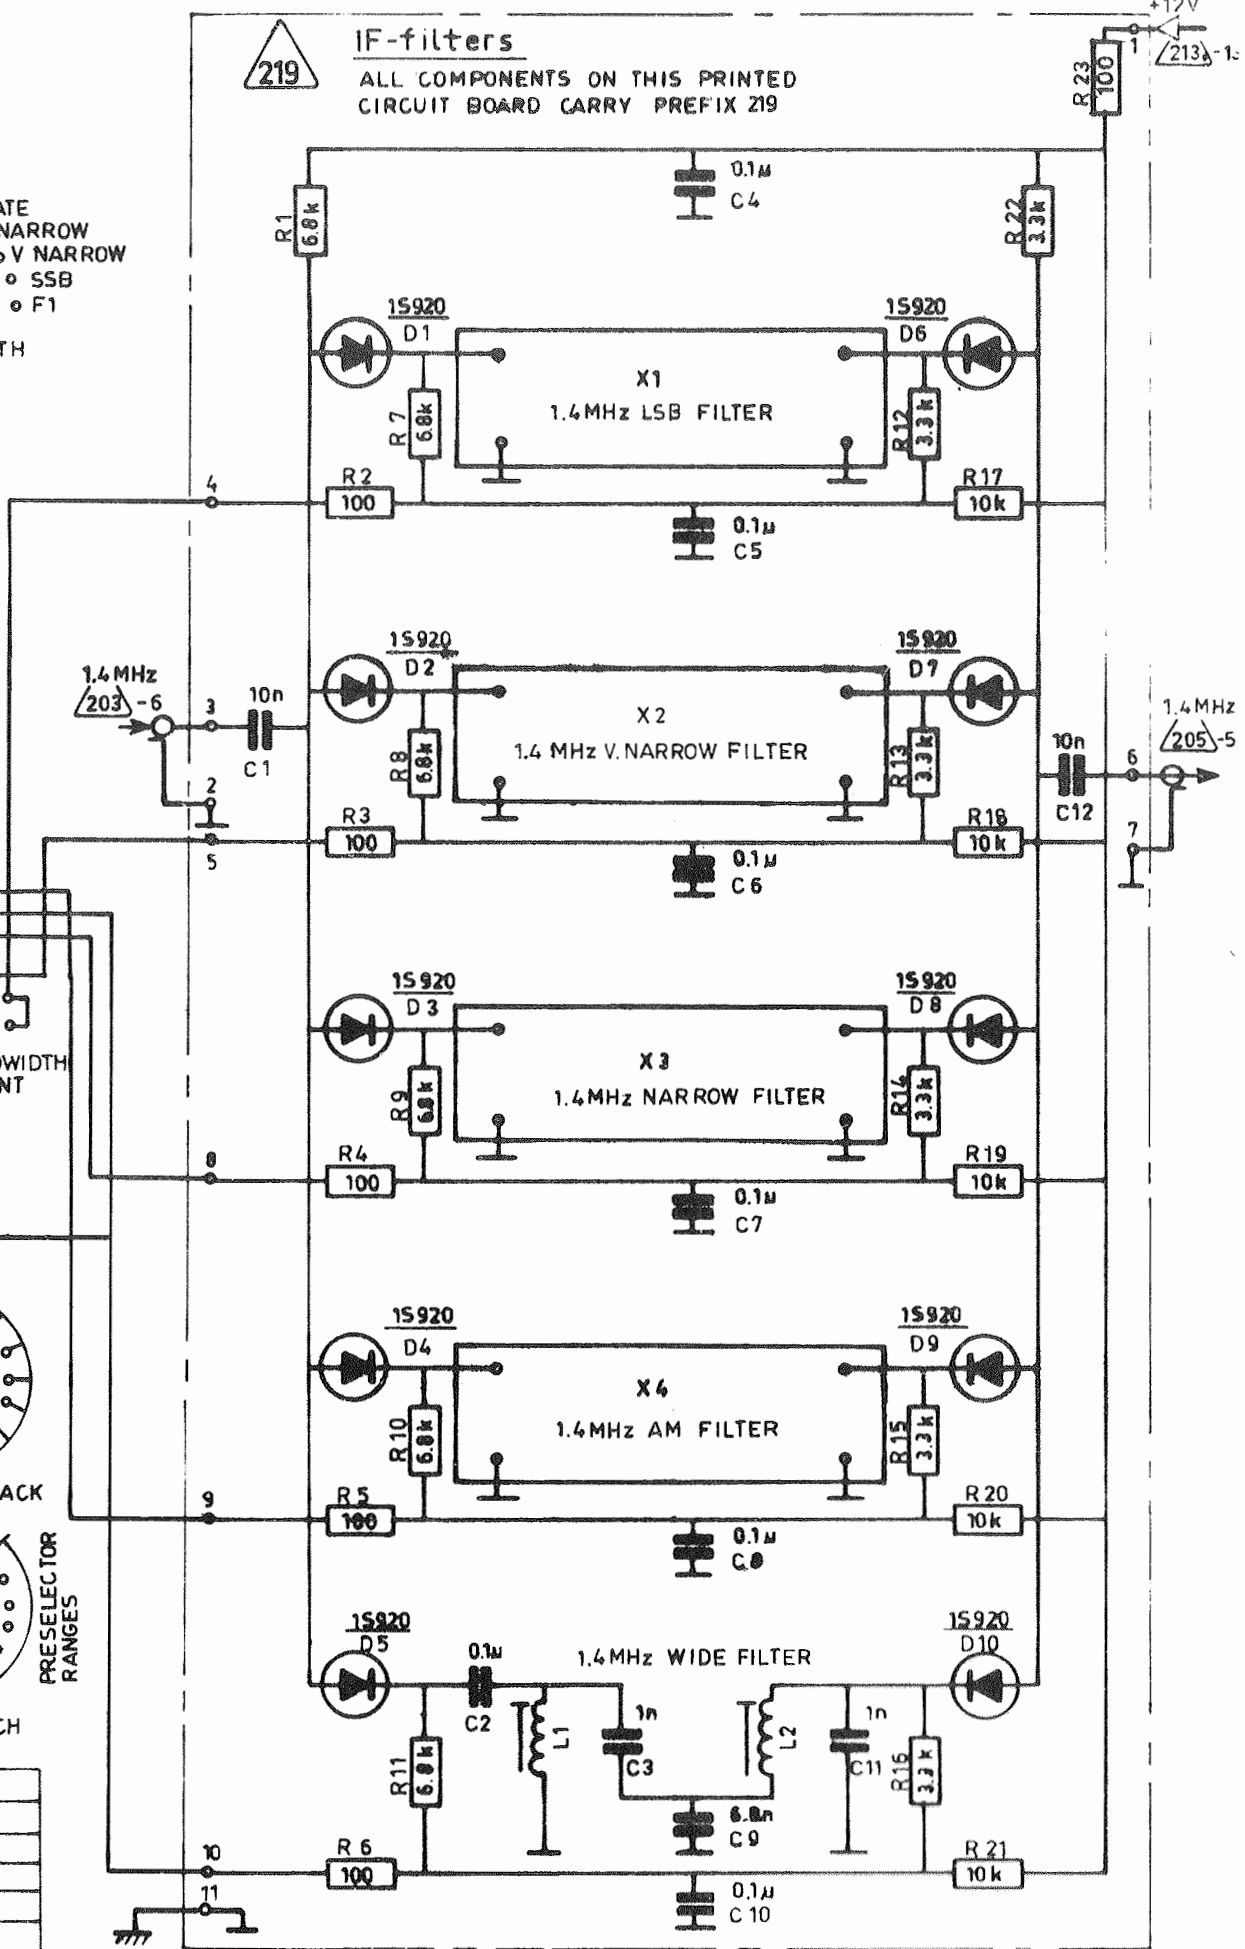 IF-filters
219
ALL COMPONENTS ON THIS PRINTED
CIRCUIT BOARD CARRY PREFIX 219
+12V
1
213
R23
100
ATE
NARROW
V NARROW
SSB
F1
TH
R1
6.8k
0.1µ
C4
R22
3.3k
1S920
D1
1S920
D6
X1
1.4MHz LSB FILTER
R7
6.8k
R12
3.3k
4
R2
100
R17
10k
0.1µ
C5
1S920
D2
1S920
D7
1.4MHz
203 -6
3
10n
C1
2
X2
1.4 MHz V. NARROW FILTER
R8
6.8k
R13
3.3k
10n
C12
6
1.4MHz
205 -5
7
5
R3
100
R18
10k
0.1µ
C6
1S920
D3
1S920
D8
X3
1.4MHz NARROW FILTER
R9
6.8k
R14
3.3k
DWIDTH
NT
8
R4
100
R19
10k
0.1µ
C7
1S920
D4
1S920
D9
X4
1.4MHz AM FILTER
R10
6.8k
R15
3.3k
ACK
9
R5
100
R20
10k
0.1µ
C8
PRESELECTOR
RANGES
CH
1S920
D5
0.1µ
C2
1.4MHz WIDE FILTER
1S920
D10
L1
1n
C3
L2
1n
C11
R11
6.8k
R16
3.3k
6.8n
C9
10
R6
100
R21
10k
11
0.1µ
C10